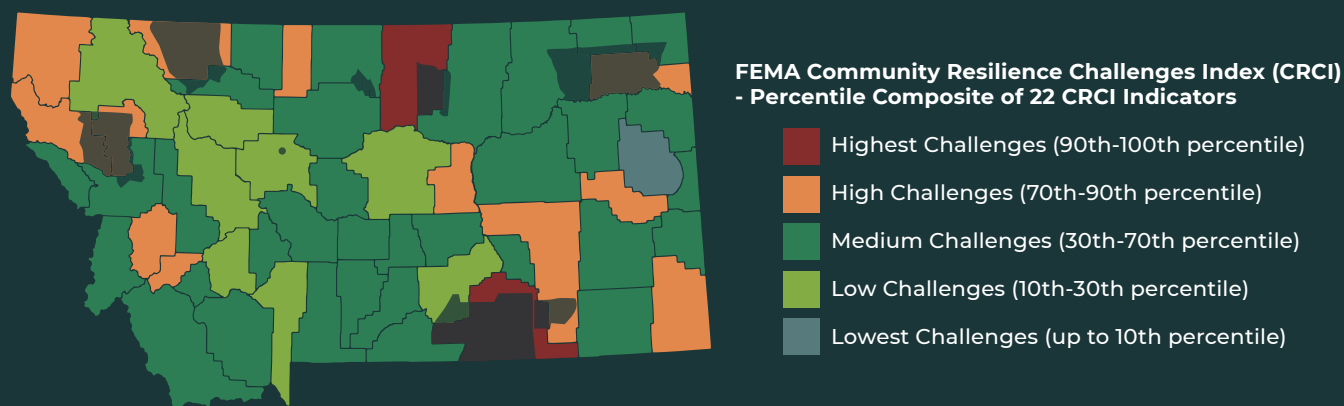 FEMA Community Resilience Challenges Index (CRCI)
- Percentile Composite of 22 CRCI Indicators
Highest Challenges (90th-100th percentile)
High Challenges (70th-90th percentile)
Medium Challenges (30th-70th percentile)
Low Challenges (10th-30th percentile)
Lowest Challenges (up to 10th percentile)